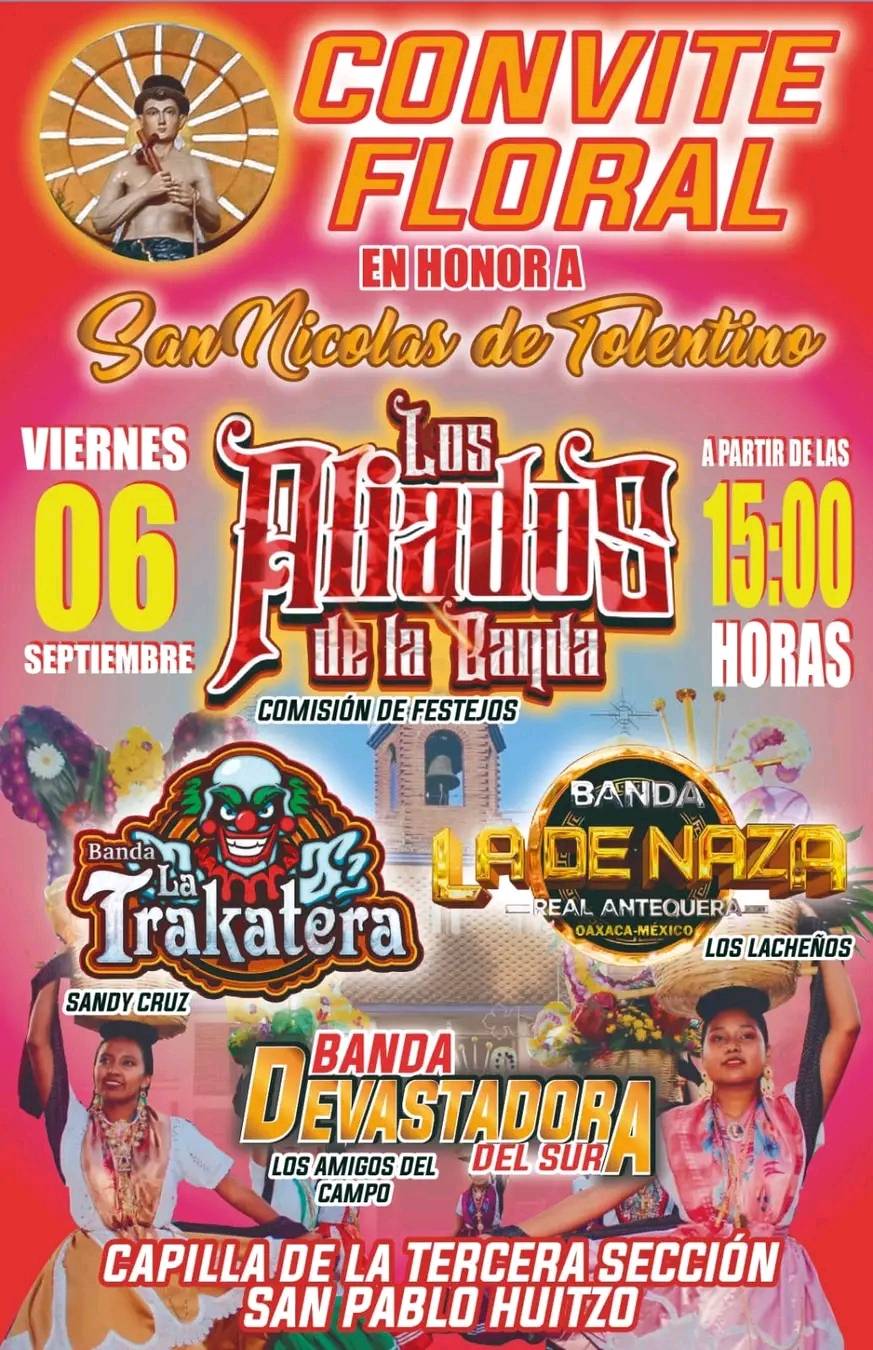 CONVITE
FLORAL
EN HONOR A
San Nicolas de Tolentino
VIERNES
06
SEPTIEMBRE
Los
Aliados
de la Banda
A PARTIR DE LAS
15:00
HORAS
COMISIÓN DE FESTEJOS
Banda
La
Trakatera
SANDY CRUZ
BANDA
LA DE NAZA
REAL ANTEQUERA
OAXACA-MÉXICO
LOS LACHEÑOS
BANDA
DEVASTADORA
DEL SUR
LOS AMIGOS DEL
CAMPO
CAPILLA DE LA TERCERA SECCIÓN
SAN PABLO HUITZO